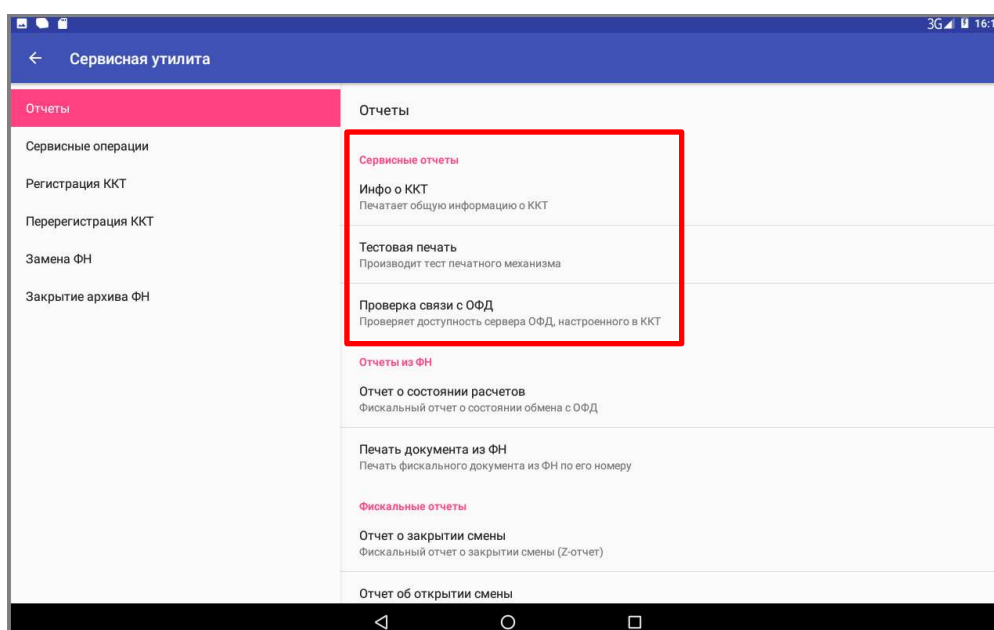 3G 16:1
Сервисная утилита
Отчеты
Сервисные операции
Регистрация ККТ
Перерегистрация ККТ
Замена ФН
Закрытие архива ФН
Отчеты
Сервисные отчеты
Инфо о ККТ
Печатает общую информацию о ККТ
Тестовая печать
Производит тест печатного механизма
Проверка связи с ОФД
Проверяет доступность сервера ОФД, настроенного в ККТ
Отчеты из ФН
Отчет о состоянии расчетов
Фискальный отчет о состоянии обмена с ОФД
Печать документа из ФН
Печать фискального документа из ФН по его номеру
Фискальные отчеты
Отчет о закрытии смены
Фискальный отчет о закрытии смены (Z-отчет)
Отчет об открытии смены